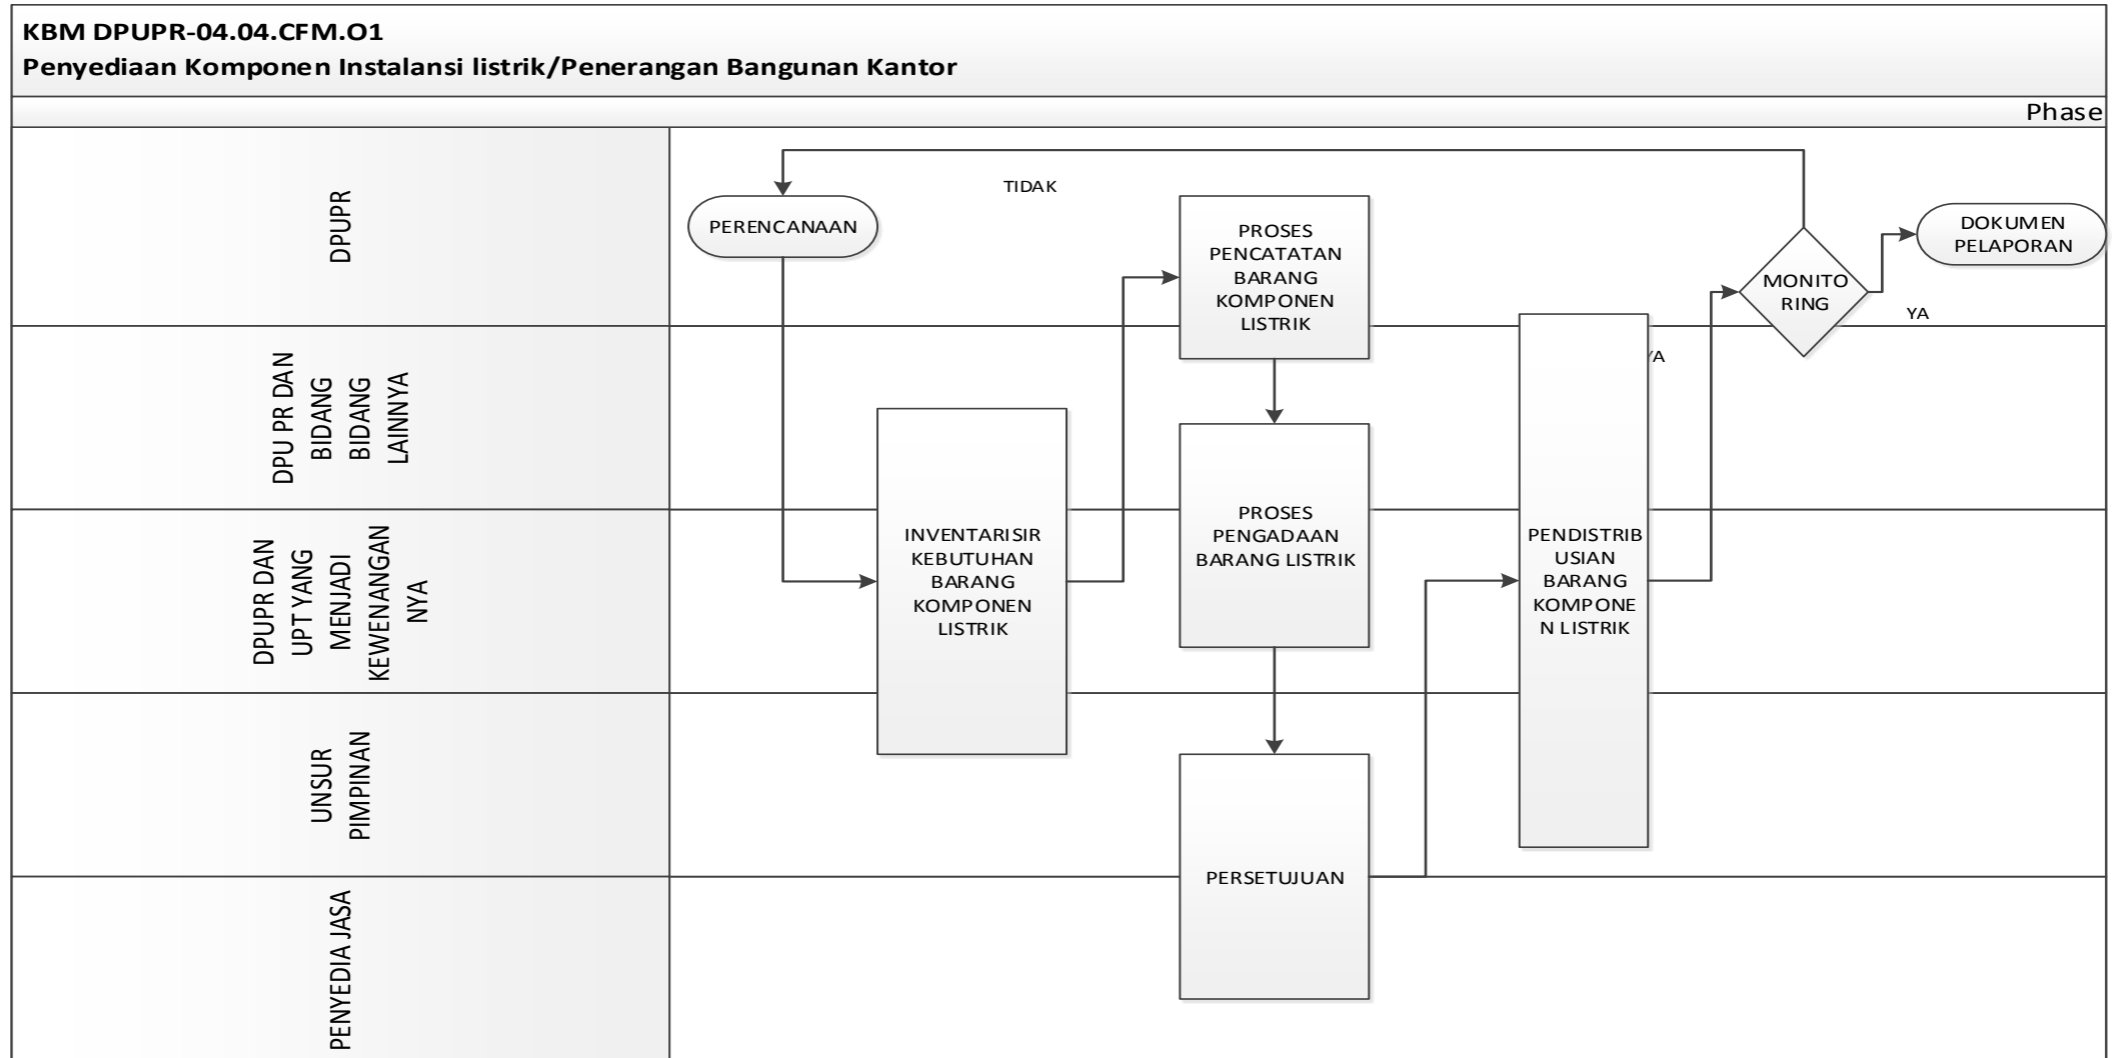 KBM DPUPR-04.04.CFM.O1
Penyediaan Komponen Instalansi listrik/Penerangan Bangunan Kantor
Phase
DPUPR
PERENCANAAN
TIDAK
PROSES
PENCATATAN
BARANG
KOMPONEN
LISTRIK
MONITO
RING
DOKUMEN
PELAPORAN
YA
DPU PR DAN
BIDANG
BIDANG
LAINNYA
YA
DPUPR DAN
UPT YANG
MENJADI
KEWENANGAN
NYA
INVENTARISIR
KEBUTUHAN
BARANG
KOMPONEN
LISTRIK
PROSES
PENGADAAN
BARANG LISTRIK
PENDISTRIB
USIAN
BARANG
KOMPONE
N LISTRIK
UNSUR
PIMPINAN
PERSETUJUAN
PENYEDIA JASA